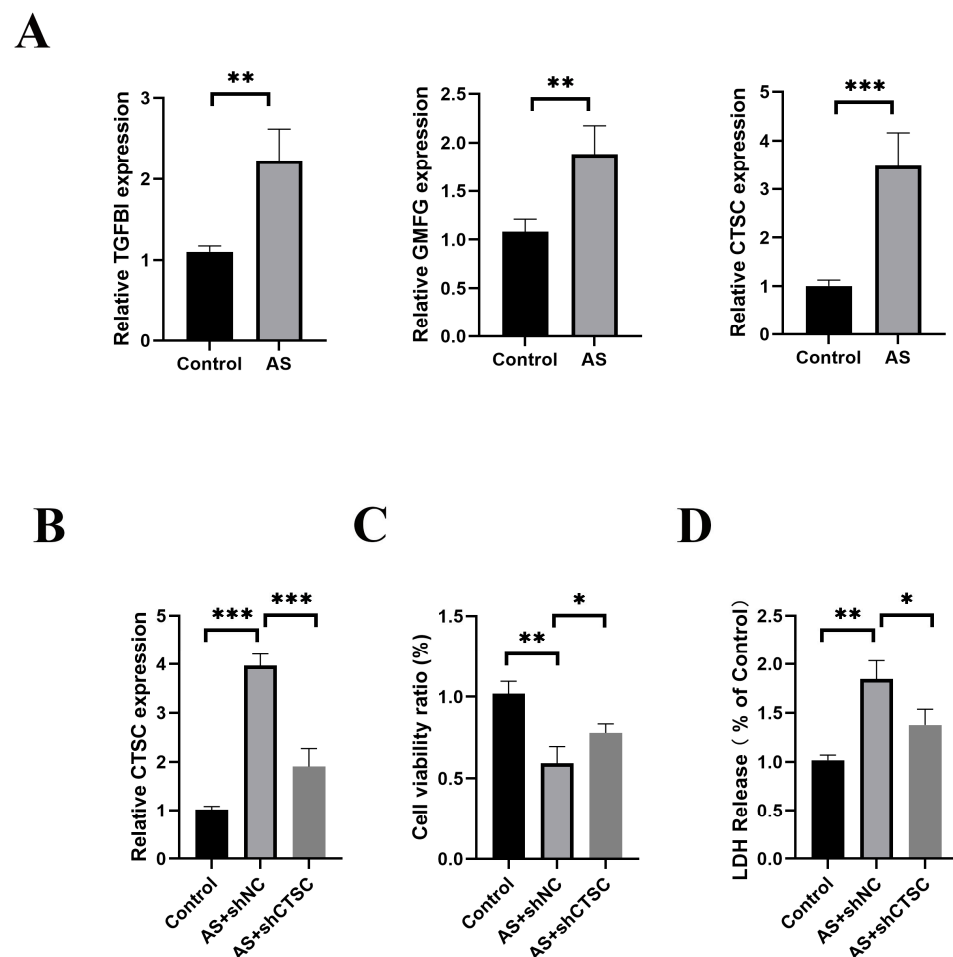 A
Relative TGFBI expression
3
2
1
0
**
Control AS
Relative GMFG expression
2.5
2.0
1.5
1.0
0.5
0.0
**
Control AS
Relative CTSC expression
5
4
3
2
1
0
***
Control AS
B
Relative CTSC expression
5
4
3
2
1
0
*** ***
Control
AS+shNC
AS+shCTSC
C
Cell viability ratio (%)
1.5
1.0
0.5
0.0
** *
Control
AS+shNC
AS+shCTSC
D
LDH Release（ % of Control）
2.5
2.0
1.5
1.0
0.5
0.0
** *
Control
AS+shNC
AS+shCTSC